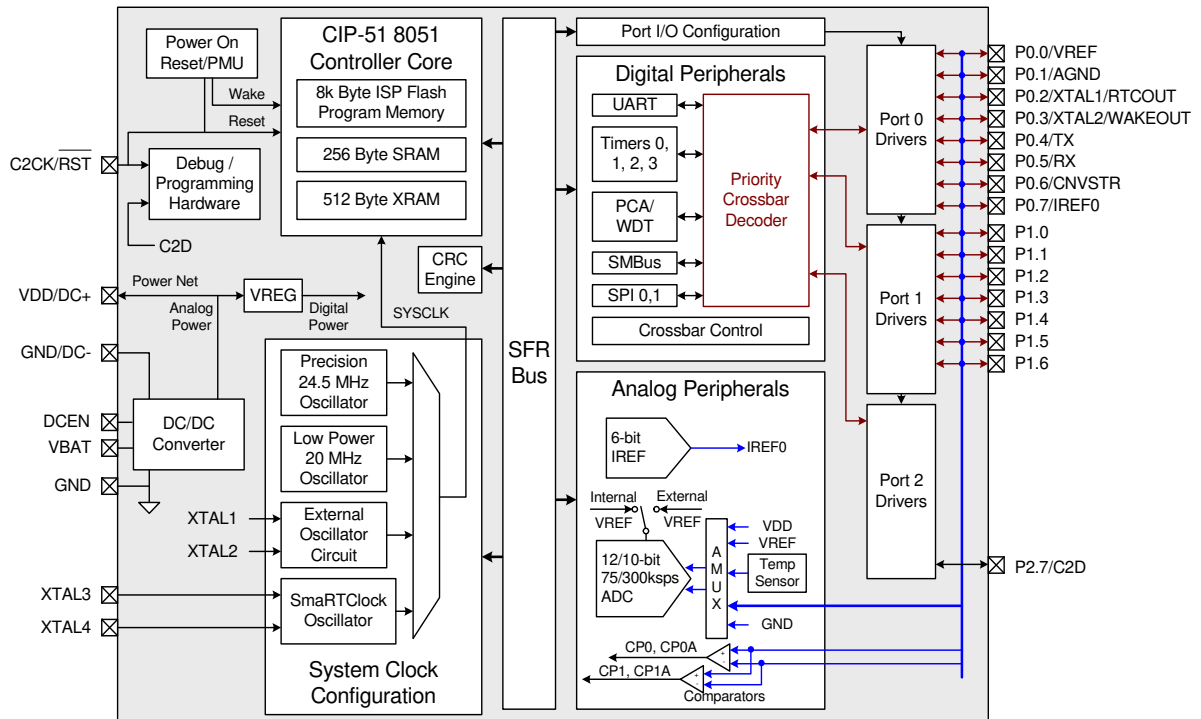 Power On
Reset/PMU
Wake
Reset
C2CK/RST
Debug /
Programming
Hardware
C2D
CIP-51 8051
Controller Core
8k Byte ISP Flash
Program Memory
256 Byte SRAM
512 Byte XRAM
CRC
Engine
VDD/DC+
Power Net
VREG
Analog
Power
Digital
Power
SYSCLK
GND/DC-
DCEN
VBAT
GND
DC/DC
Converter
Precision
24.5 MHz
Oscillator
Low Power
20 MHz
Oscillator
XTAL1
XTAL2
External
Oscillator
Circuit
XTAL3
XTAL4
SmaRTClock
Oscillator
System Clock
Configuration
SFR
Bus
Port I/O Configuration
Digital Peripherals
UART
Timers 0,
1, 2, 3
PCA/
WDT
SMBus
SPI 0,1
Priority
Crossbar
Decoder
Crossbar Control
Analog Peripherals
6-bit
IREF
IREF0
Internal
VREF
External
VREF
12/10-bit
75/300ksps
ADC
A
M
U
X
VDD
VREF
Temp
Sensor
GND
CP0, CP0A
+
-
CP1, CP1A
+
-
Comparators
Port 0
Drivers
Port 1
Drivers
Port 2
Drivers
P0.0/VREF
P0.1/AGND
P0.2/XTAL1/RTCOUT
P0.3/XTAL2/WAKEOUT
P0.4/TX
P0.5/RX
P0.6/CNVSTR
P0.7/IREF0
P1.0
P1.1
P1.2
P1.3
P1.4
P1.5
P1.6
P2.7/C2D